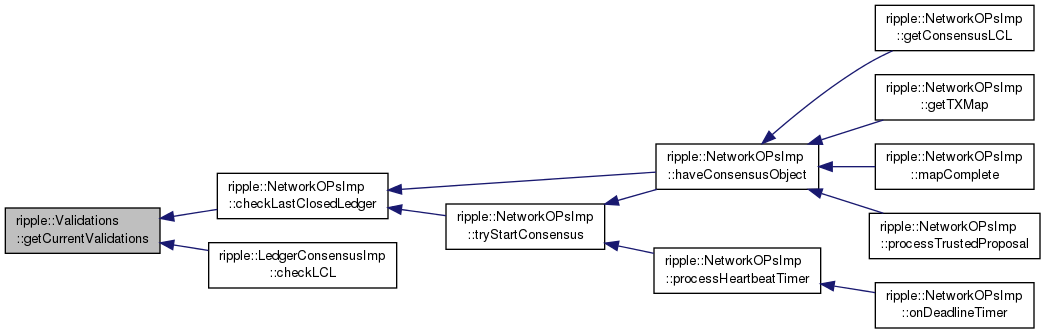 ripple::Validations
::getCurrentValidations
ripple::NetworkOPsImp
::checkLastClosedLedger
ripple::LedgerConsensusImp
::checkLCL
ripple::NetworkOPsImp
::tryStartConsensus
ripple::NetworkOPsImp
::haveConsensusObject
ripple::NetworkOPsImp
::processHeartbeatTimer
ripple::NetworkOPsImp
::getConsensusLCL
ripple::NetworkOPsImp
::getTXMap
ripple::NetworkOPsImp
::mapComplete
ripple::NetworkOPsImp
::processTrustedProposal
ripple::NetworkOPsImp
::onDeadlineTimer